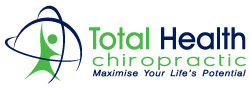 Total Health
chiropractic
Maximise Your Life's Potential